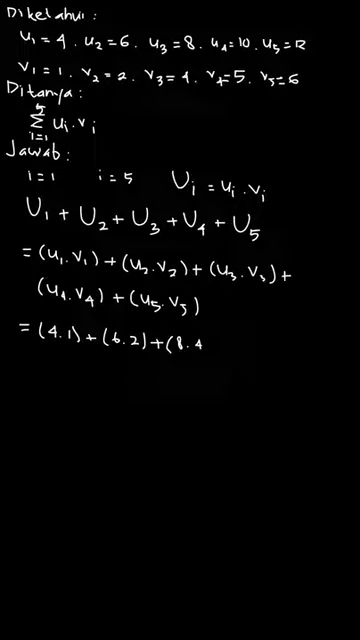 Diketahui:
u₁ = 4 . u₂ = 6 . u₃ = 8 . u₄ = 10 . u₅ = 12
v₁ = 1 . v₂ = 2 . v₃ = 4 . v₄ = 5 . v₅ = 6
Ditanya:
5
∑ uᵢ . vᵢ
i=1
Jawab:
i = 1 i = 5 Uᵢ = uᵢ . vᵢ
U₁ + U₂ + U₃ + U₄ + U₅
= (u₁ . v₁) + (u₂ . v₂) + (u₃ . v₃) +
(u₄ . v₄) + (u₅ . v₅)
= (4 . 1) + (6 . 2) + (8 . 4